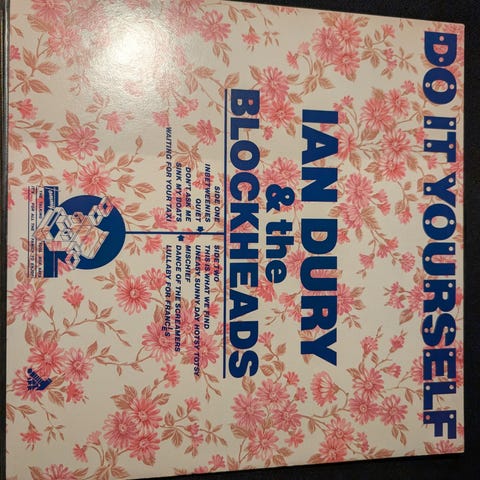 DO IT YOURSELF
IAN DURY
& the
BLOCKHEADS
SIDE ONE
INBETWEENIES
QUIET
DON'T ASK ME
SINK MY BOATS
WAITING FOR YOUR TAXI
SIDE TWO
THIS IS WHAT WE FIND
UNEASY SUNNY DAY HOTSY TOTSY
MISCHIEF
DANCE OF THE SCREAMERS
LULLABY FOR FRANCES